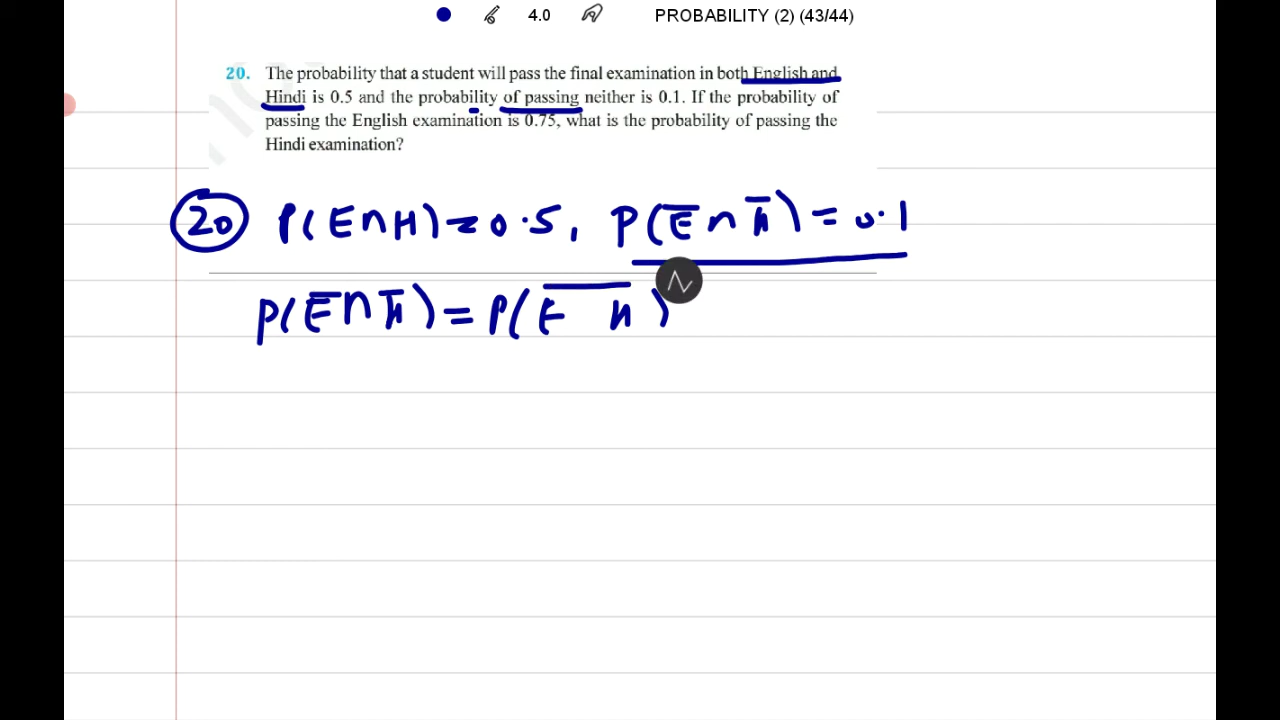 4.0 PROBABILITY (2) (43/44)
20. The probability that a student will pass the final examination in both English and
Hindi is 0.5 and the probability of passing neither is 0.1. If the probability of
passing the English examination is 0.75, what is the probability of passing the
Hindi examination?
20 P(E∩H)=0.5, P(E̅∩H̅)=0.1
P(E̅∩H̅)=P(E̅ ̅H̅)